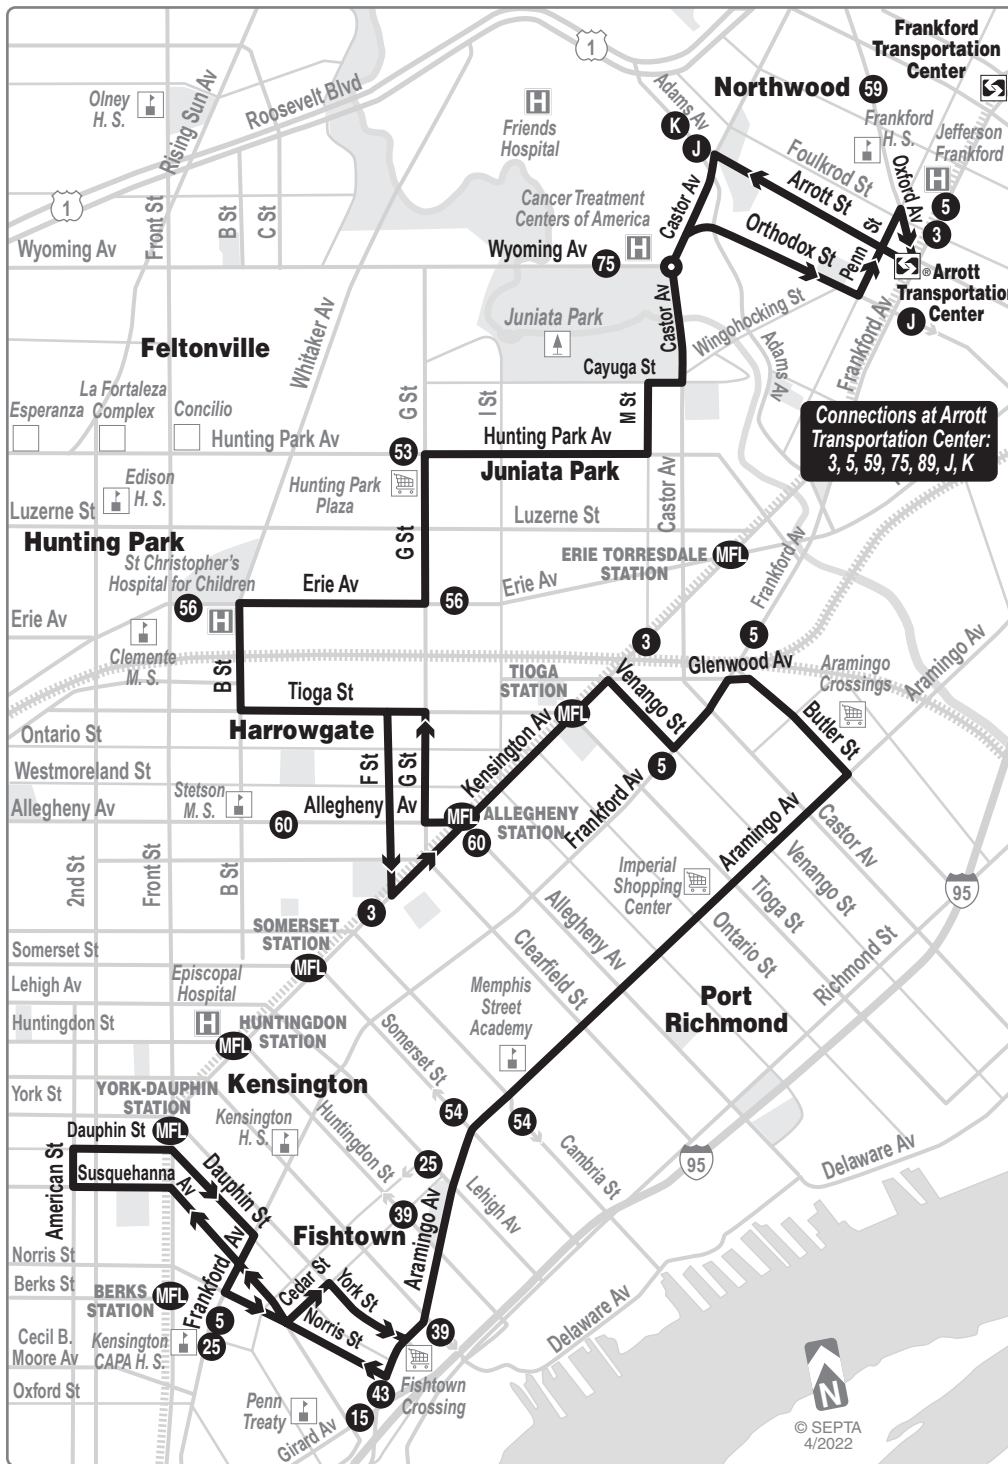 Frankford
Transportation
Center
1
Northwood
59
Adams Av
Olney
H. S.
Rising Sun Av
Roosevelt Blvd
H
Friends
Hospital
K
J
Frankford
H. S.
Jefferson
Frankford
H
Foulkrod St
Oxford Av
Arrott St
5
3
1
Front St
B St
C St
Cancer Treatment
Centers of America
H
Castor Av
Orthodox St
Penn St
Wyoming Av
Wyoming Av
75
® Arrott
Transportation
Center
J
Whitaker Av
Juniata Park
Castor Av
Wingohocking St
Adams Av
Frankford Av
Feltonville
Cayuga St
La Fortaleza
Complex
Esperanza
Concilio
G St
I St
M St
Hunting Park Av
53
Hunting Park Av
Connections at Arrott
Transportation Center:
3, 5, 59, 75, 89, J, K
Juniata Park
Edison
H. S.
Hunting Park
Plaza
Castor Av
Luzerne St
Luzerne St
Hunting Park
G St
ERIE TORRESDALE
STATION
MFL
Frankford Av
St Christopher's
Hospital for Children
Erie Av
Erie Av
56
H
56
Erie Av
Clemente
M. S.
3
5
B St
Glenwood Av
Aramingo Av
Tioga St
TIOGA
STATION
MFL
Venango St
Aramingo
Crossings
Harrowgate
Butler St
Ontario St
Kensington Av
Westmoreland St
F St
G St
5
Stetson
M. S.
Allegheny Av
Allegheny Av
MFL
ALLEGHENY
STATION
60
60
Frankford Av
Aramingo Av
Castor Av
2nd St
Front St
B St
Imperial
Shopping
Center
Venango St
Tioga St
95
3
Allegheny Av
Ontario St
SOMERSET
STATION
MFL
Clearfield St
Richmond St
Somerset St
Lehigh Av
Episcopal
Hospital
H
Memphis
Street
Academy
Port
Richmond
Huntingdon St
HUNTINGDON
STATION
MFL
Somerset St
Kensington
York St
YORK-DAUPHIN
STATION
MFL
Kensington
H. S.
Huntingdon St
54
54
Dauphin St
American St
Susquehanna Av
Dauphin St
25
Cambria St
95
Delaware Av
39
Lehigh Av
Fishtown
Aramingo Av
Norris St
Berks St
BERKS
STATION
MFL
Frankford Av
Cedar St
York St
Norris St
Delaware Av
5
25
39
Cecil B.
Moore Av
Kensington
CAPA H. S.
Oxford St
43
Fishtown
Crossing
Penn
Treaty
15
Girard Av
N
© SEPTA
4/2022